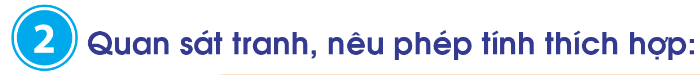 2 Quan sát tranh, nêu phép tính thích hợp: